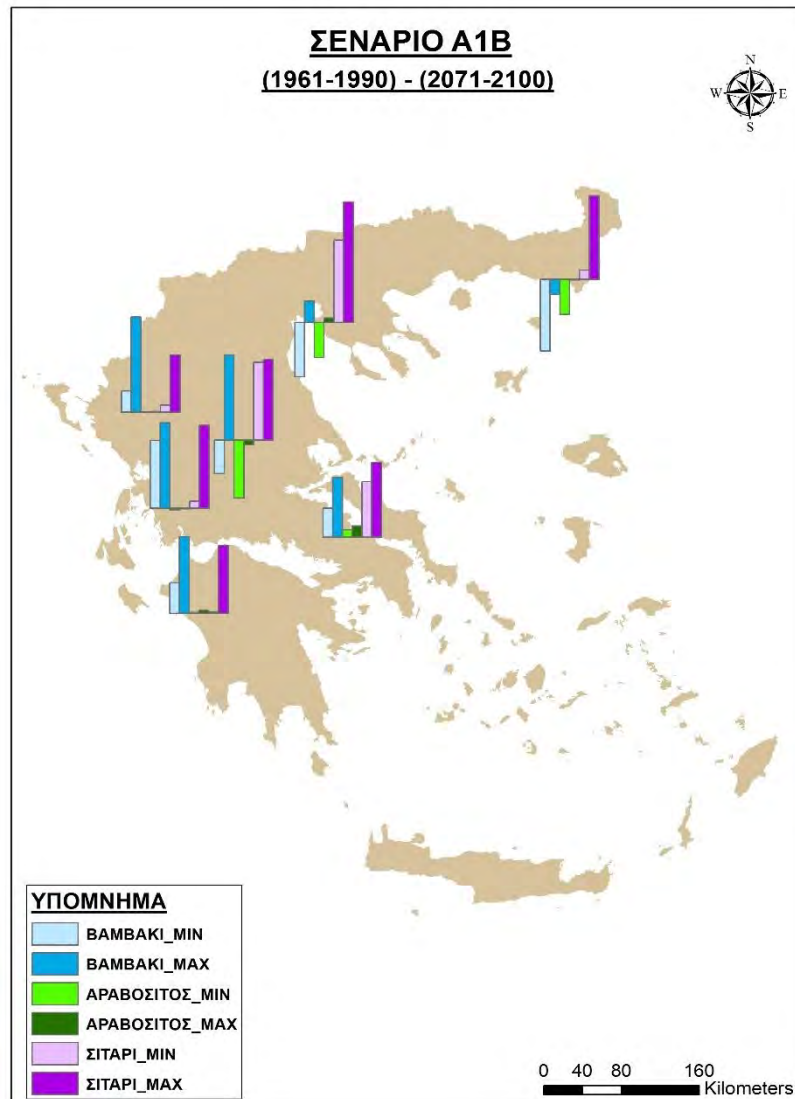 ΣΕΝΑΡΙΟ Α1Β
(1961-1990) - (2071-2100)
N
W E
S
ΥΠΟΜΝΗΜΑ
ΒΑΜΒΑΚΙ_MIN
ΒΑΜΒΑΚΙ_MAX
ΑΡΑΒΟΣΙΤΟΣ_MIN
ΑΡΑΒΟΣΙΤΟΣ_MAX
ΣΙΤΑΡΙ_MIN
ΣΙΤΑΡΙ_MAX
0 40 80 160
Kilometers